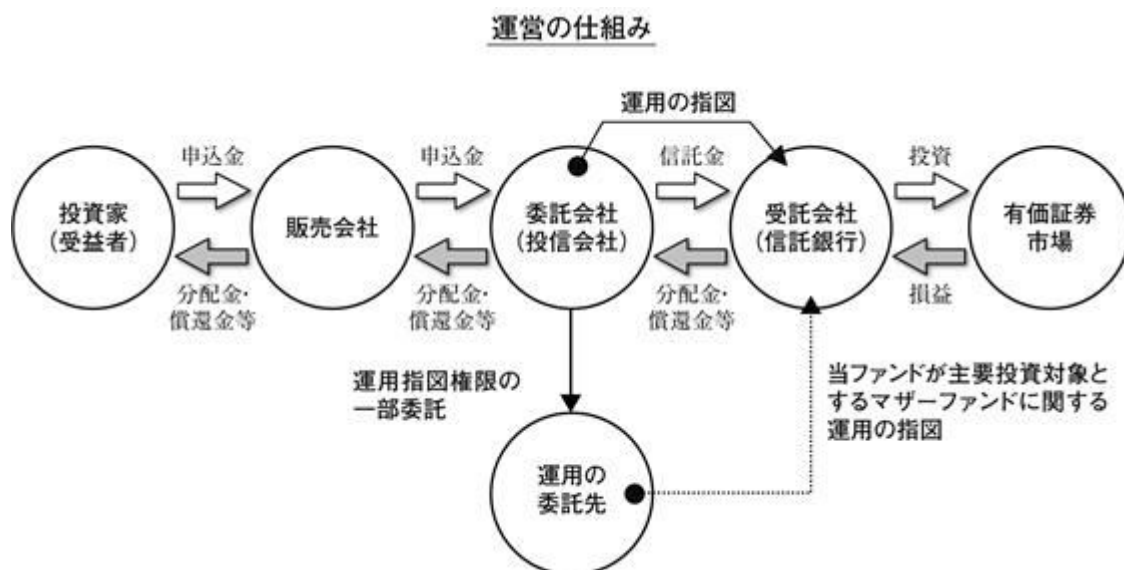 運営の仕組み
運用の指図
申込金
申込金
信託金
投資
投資家
(受益者)
販売会社
委託会社
(投信会社)
受託会社
(信託銀行)
有価証券
市場
分配金・
償還金等
分配金・
償還金等
分配金・
償還金等
損益
運用指図権限の
一部委託
当ファンドが主要投資対象と
するマザーファンドに関する
運用の指図
運用の
委託先